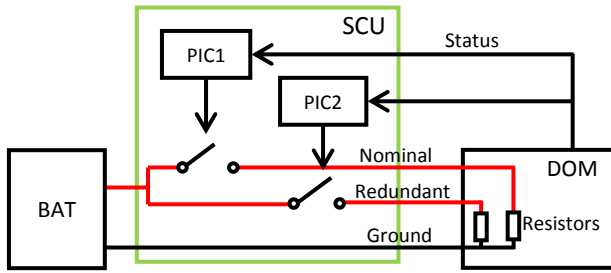 SCU
PIC1
Status
PIC2
Nominal
DOM
Redundant
BAT
Resistors
Ground